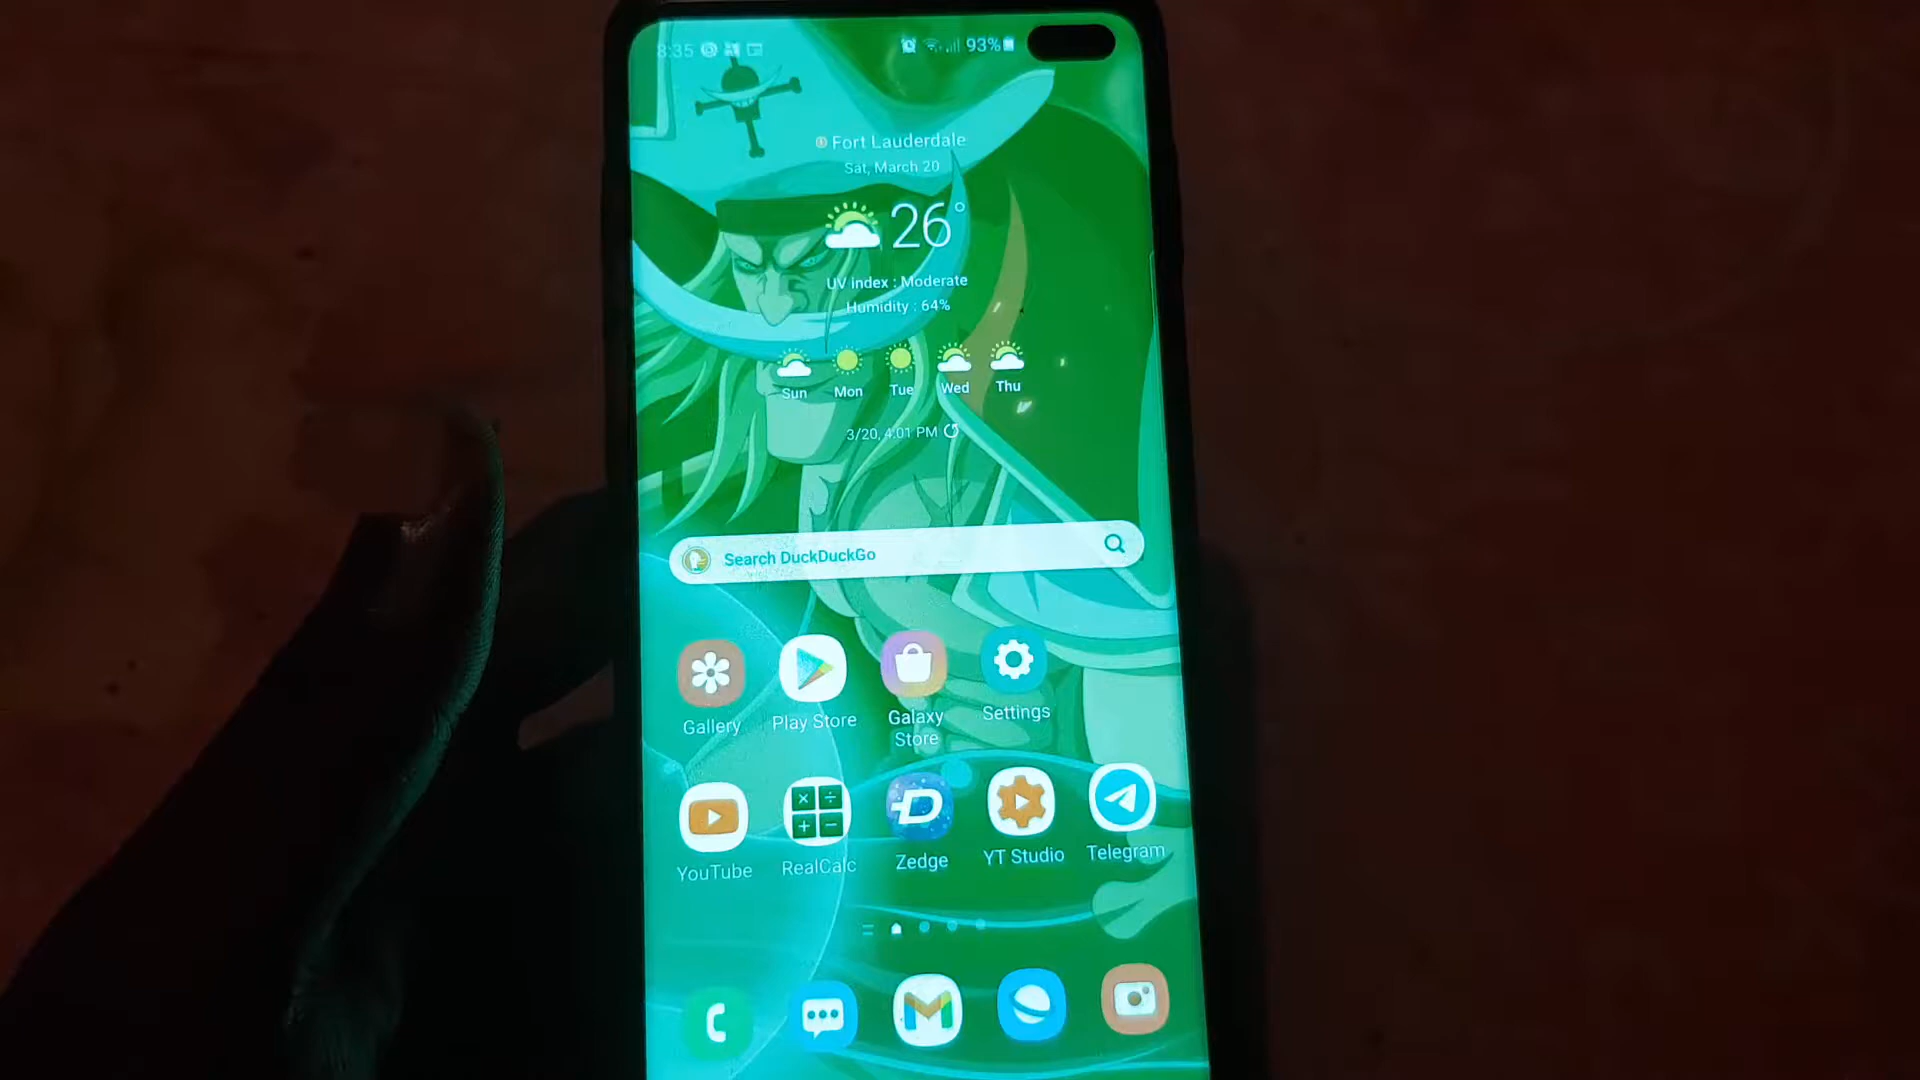 8:35
93%
Fort Lauderdale
Sat, March 20
26°
UV index : Moderate
Humidity : 64%
Sun Mon Tue Wed Thu
3/20, 4:01 PM
Search DuckDuckGo
Gallery Play Store Galaxy Store Settings
YouTube RealCalc Zedge YT Studio Telegram